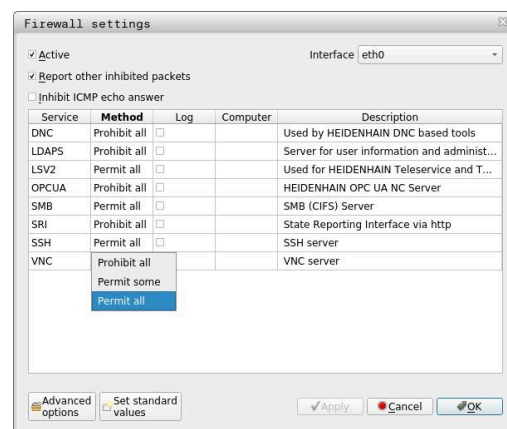 Firewall settings
Active
Interface eth0
Report other inhibited packets
Inhibit ICMP echo answer
Service Method Log Computer Description
DNC Prohibit all Used by HEIDENHAIN DNC based tools
LDAPS Prohibit all Server for user information and administ...
LSV2 Permit all Used for HEIDENHAIN Teleservice and T...
OPCUA Prohibit all HEIDENHAIN OPC UA NC Server
SMB Permit all SMB (CIFS) Server
SRI Prohibit all State Reporting Interface via http
SSH Permit all SSH server
VNC Prohibit all VNC server
Permit some
Permit all
Advanced options
Set standard values
Apply
Cancel
OK